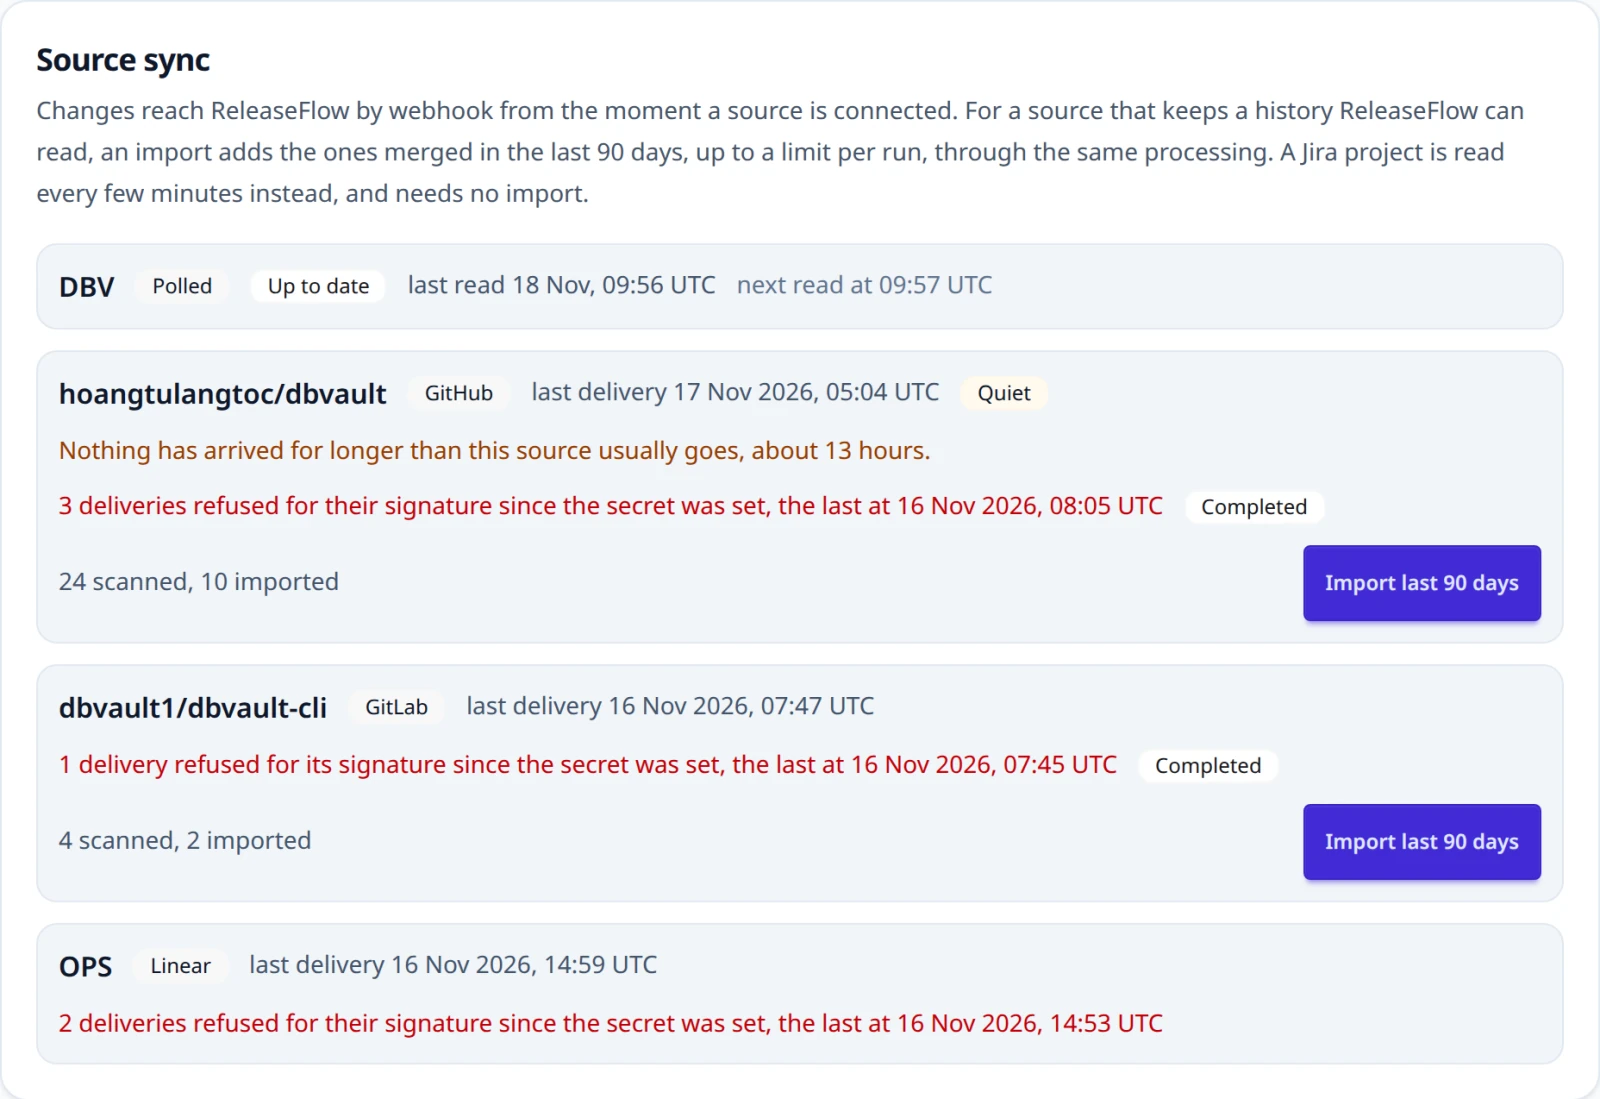 Source sync
Changes reach ReleaseFlow by webhook from the moment a source is connected. For a source that keeps a history ReleaseFlow can
read, an import adds the ones merged in the last 90 days, up to a limit per run, through the same processing. A Jira project is read
every few minutes instead, and needs no import.
DBV Polled Up to date last read 18 Nov, 09:56 UTC next read at 09:57 UTC
hoangtulangtoc/dbvault GitHub last delivery 17 Nov 2026, 05:04 UTC Quiet
Nothing has arrived for longer than this source usually goes, about 13 hours.
3 deliveries refused for their signature since the secret was set, the last at 16 Nov 2026, 08:05 UTC Completed
24 scanned, 10 imported Import last 90 days
dbvault1/dbvault-cli GitLab last delivery 16 Nov 2026, 07:47 UTC
1 delivery refused for its signature since the secret was set, the last at 16 Nov 2026, 07:45 UTC Completed
4 scanned, 2 imported Import last 90 days
OPS Linear last delivery 16 Nov 2026, 14:59 UTC
2 deliveries refused for their signature since the secret was set, the last at 16 Nov 2026, 14:53 UTC